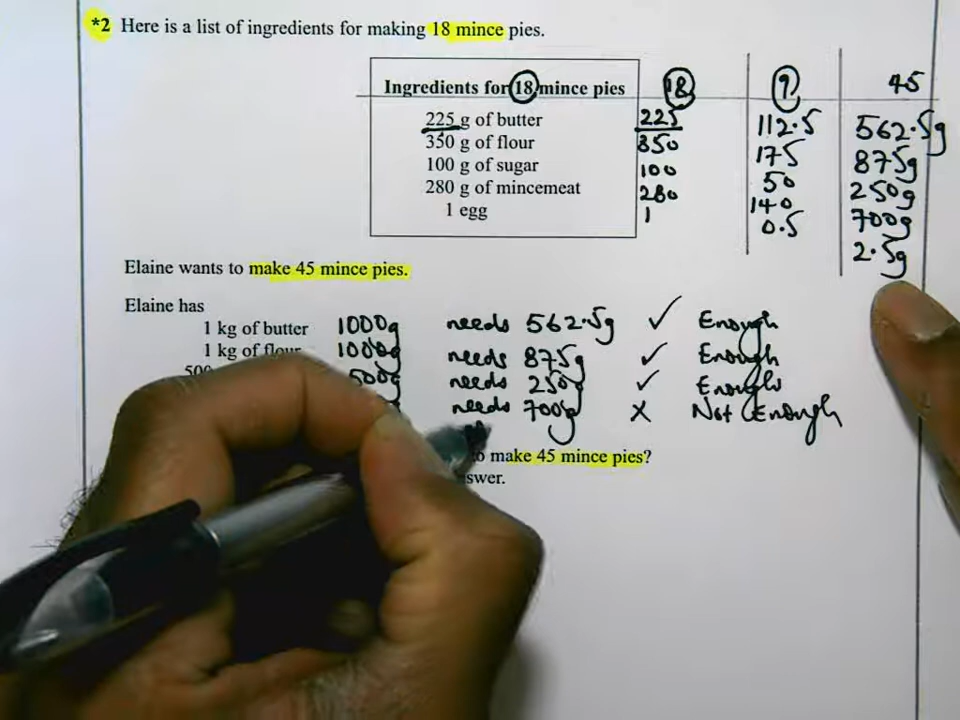 *2 Here is a list of ingredients for making 18 mince pies.
Ingredients for 18 mince pies 18 9 45
225 g of butter 225 112.5 562.5g
350 g of flour 350 175 875g
100 g of sugar 100 50 250g
280 g of mincemeat 280 140 700g
1 egg 1 0.5 2.5g
Elaine wants to make 45 mince pies.
Elaine has
1 kg of butter 1000g needs 562.5g ✓ Enough
1 kg of flour 1000g needs 875g ✓ Enough
500 500g needs 250g ✓ Enough
needs 700g x Not Enough
to make 45 mince pies?